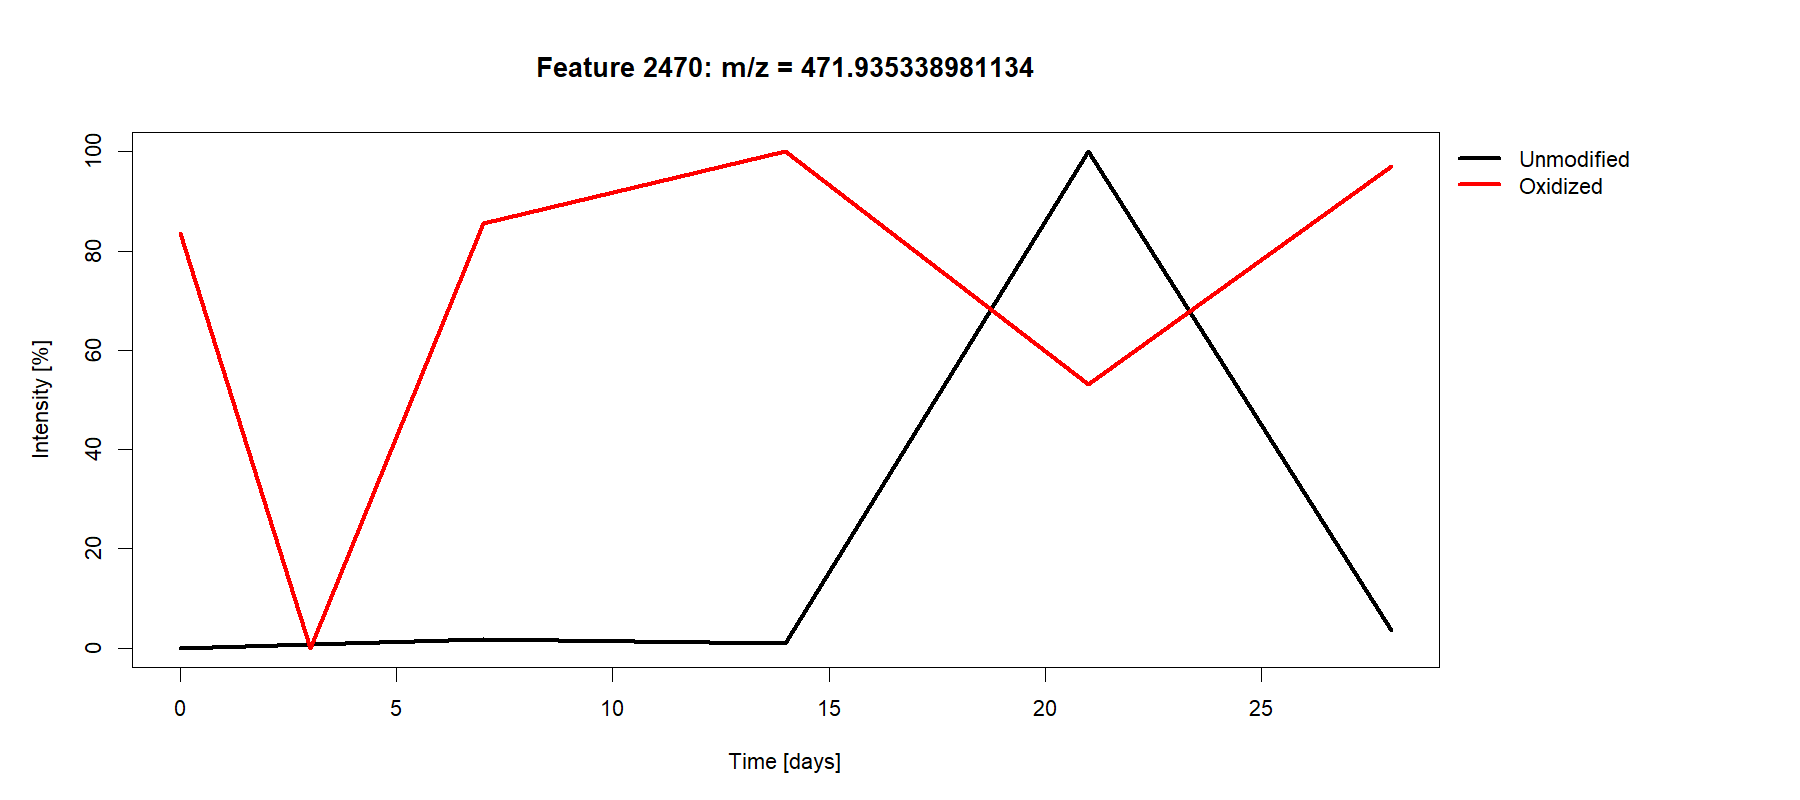 Feature 2470: m/z = 471.935338981134
Unmodified
Oxidized
Intensity [%]
100
80
60
40
20
0
0 5 10 15 20 25
Time [days]